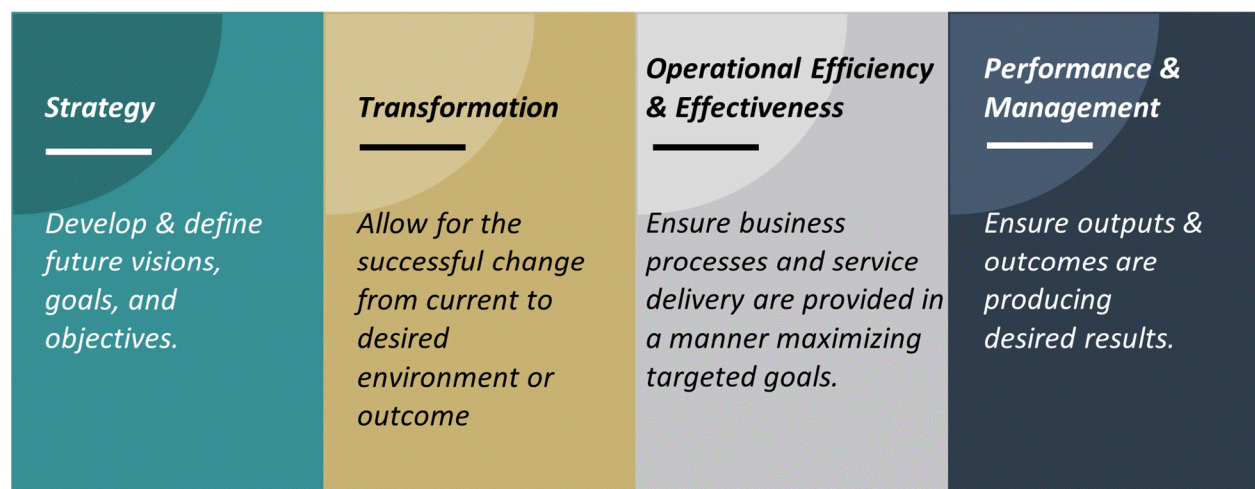 Strategy
Develop & define
future visions,
goals, and
objectives.
Transformation
Allow for the
successful change
from current to
desired
environment or
outcome
Operational Efficiency
& Effectiveness
Ensure business
processes and service
delivery are provided in
a manner maximizing
targeted goals.
Performance &
Management
Ensure outputs &
outcomes are
producing
desired results.